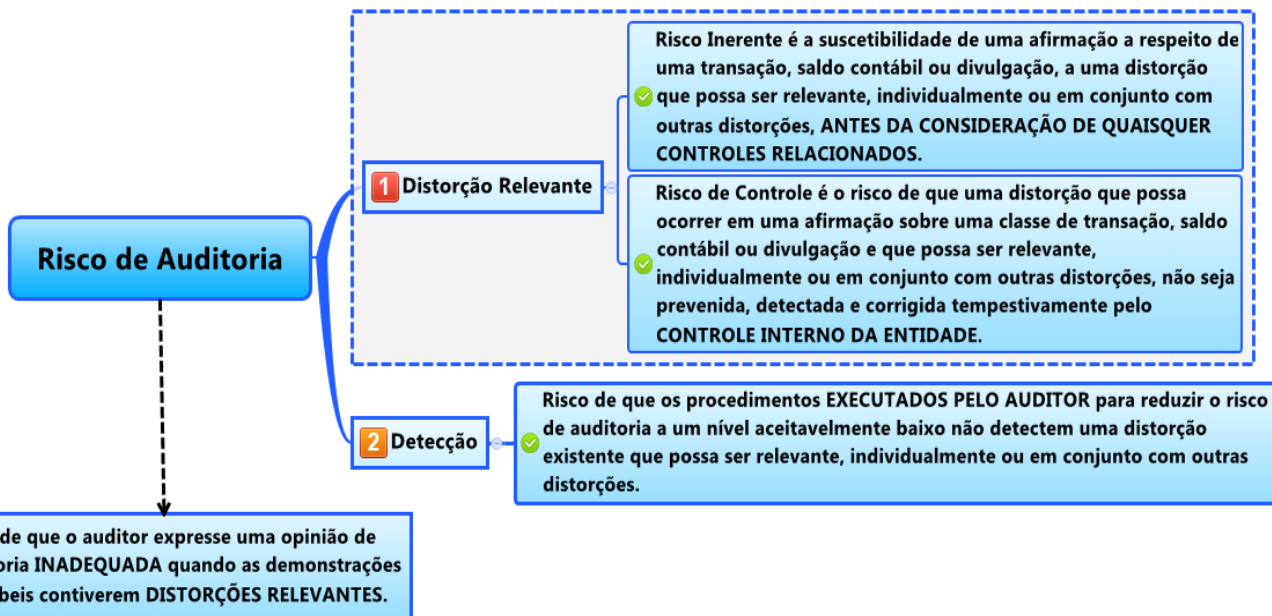 Risco de Auditoria
1 Distorção Relevante
Risco Inerente é a suscetibilidade de uma afirmação a respeito de
uma transação, saldo contábil ou divulgação, a uma distorção
que possa ser relevante, individualmente ou em conjunto com
outras distorções, ANTES DA CONSIDERAÇÃO DE QUAISQUER
CONTROLES RELACIONADOS.
Risco de Controle é o risco de que uma distorção que possa
ocorrer em uma afirmação sobre uma classe de transação, saldo
contábil ou divulgação e que possa ser relevante,
individualmente ou em conjunto com outras distorções, não seja
prevenida, detectada e corrigida tempestivamente pelo
CONTROLE INTERNO DA ENTIDADE.
2 Detecção
Risco de que os procedimentos EXECUTADOS PELO AUDITOR para reduzir o risco
de auditoria a um nível aceitavelmente baixo não detectem uma distorção
existente que possa ser relevante, individualmente ou em conjunto com outras
distorções.
de que o auditor expresse uma opinião de
oria INADEQUADA quando as demonstrações
beis contiverem DISTORÇÕES RELEVANTES.